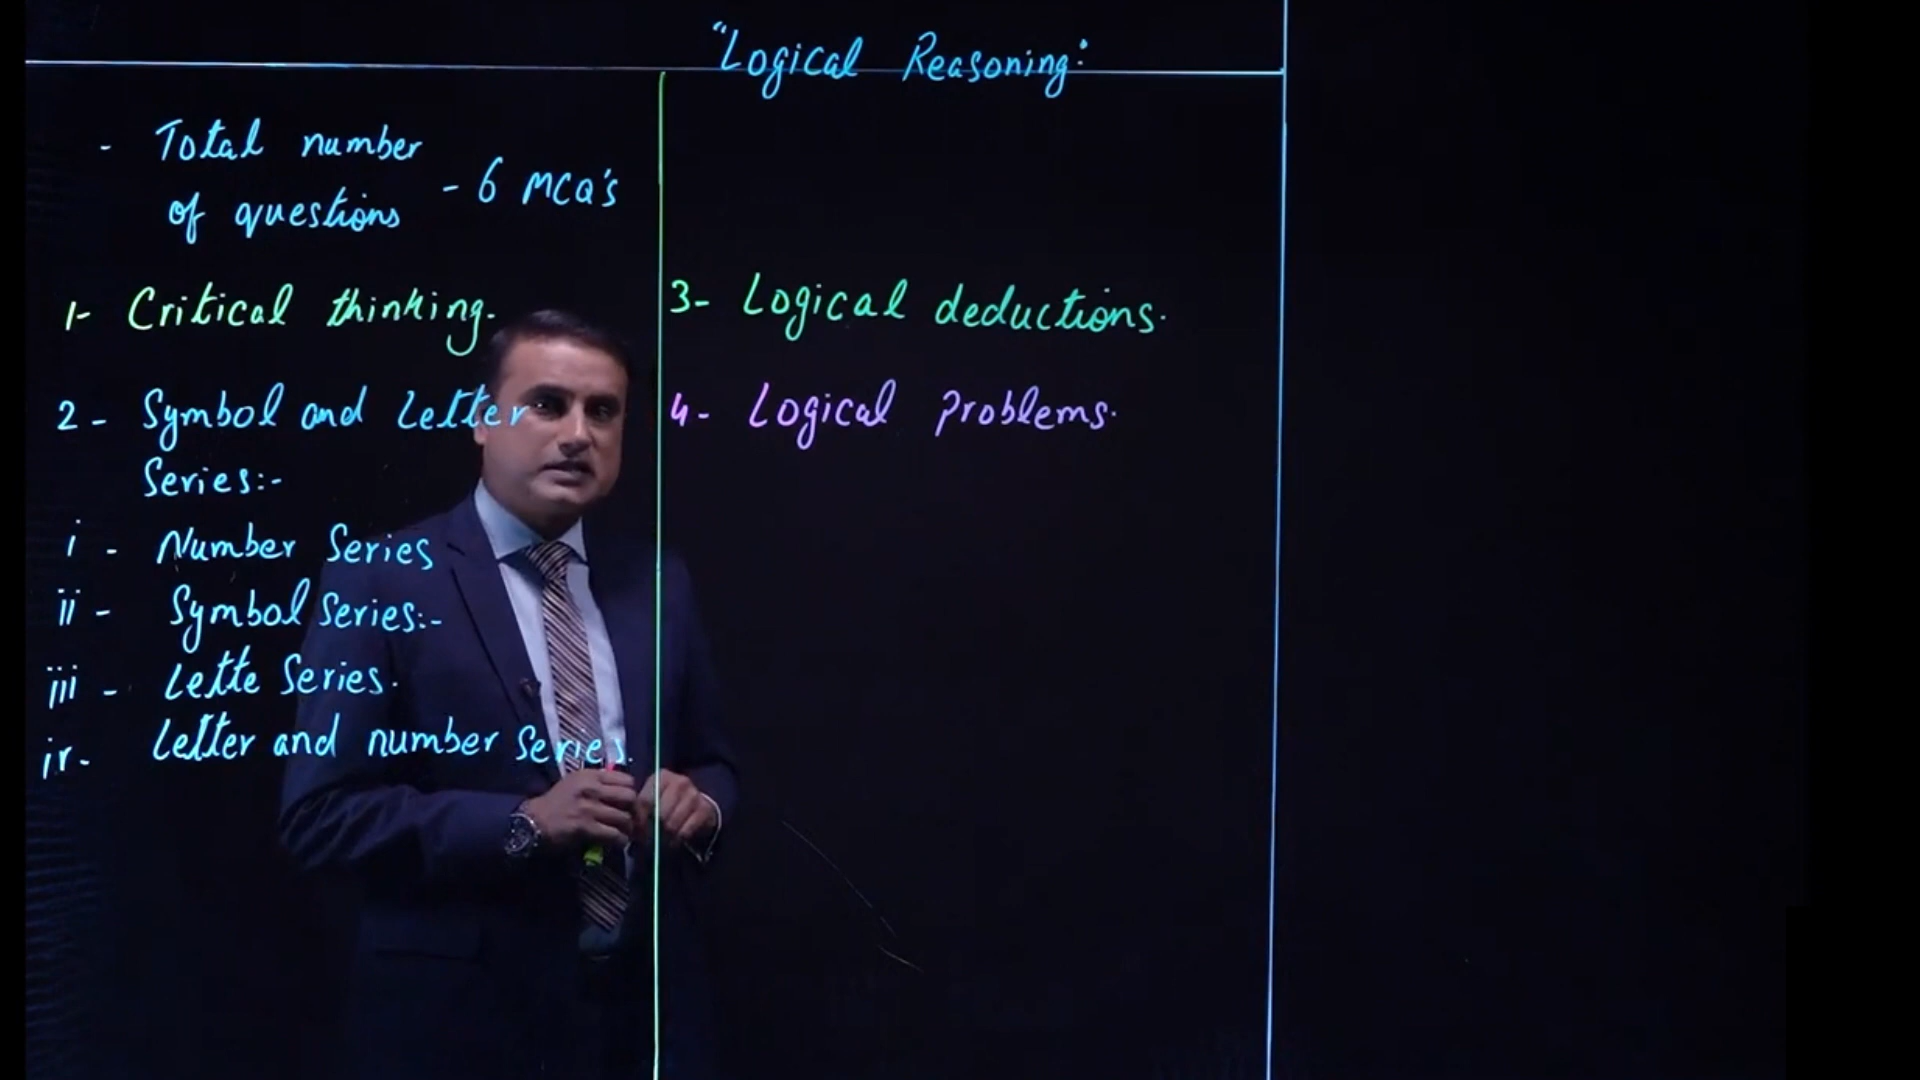 "Logical Reasoning:
- Total number
of questions - 6 MCQ's
1- Critical thinking.
2- Symbol and Letter
Series:-
i - Number Series
ii - Symbol Series:-
iii - Lette Series.
iv- Letter and number Series.
3- Logical deductions.
4- Logical Problems.